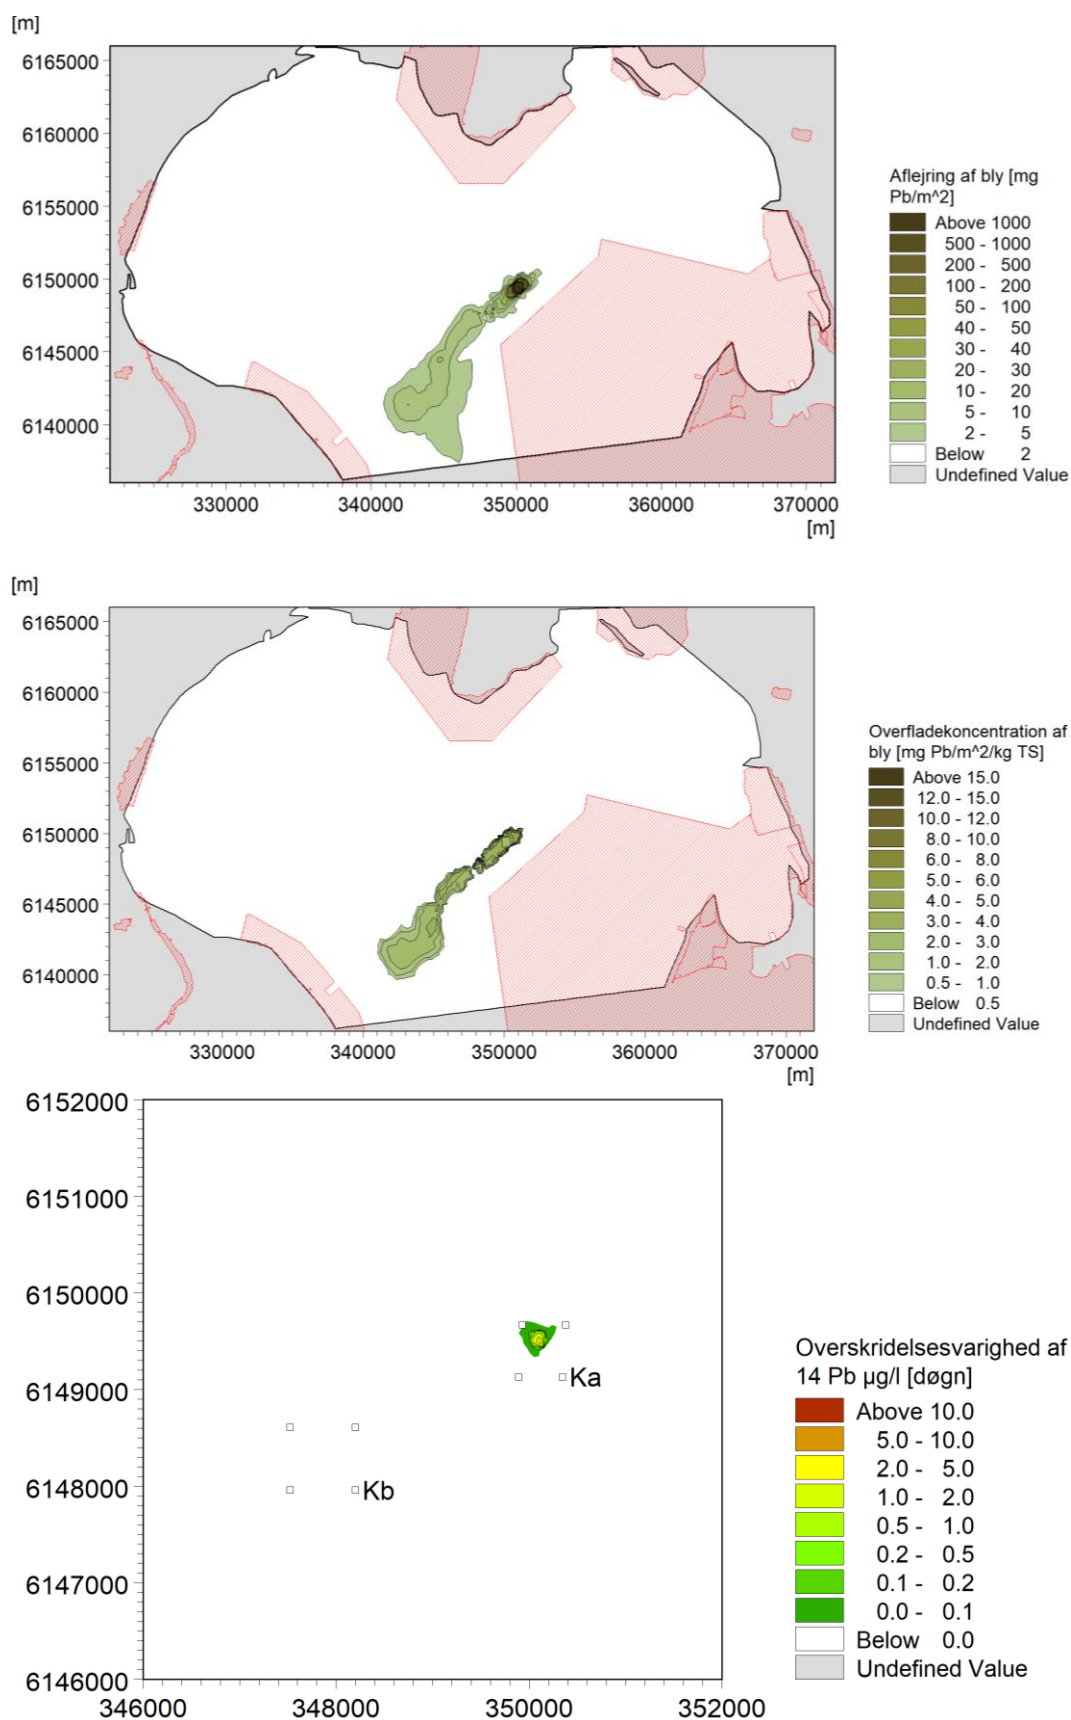 [m]
6165000
6160000
6155000
6150000
6145000
6140000
330000 340000 350000 360000 370000
[m]
Aflejring af bly [mg
Pb/m^2]
Above 1000
500 - 1000
200 - 500
100 - 200
50 - 100
40 - 50
30 - 40
20 - 30
10 - 20
5 - 10
2 - 5
Below 2
Undefined Value
[m]
6165000
6160000
6155000
6150000
6145000
6140000
330000 340000 350000 360000 370000
[m]
Overfladekoncentration af
bly [mg Pb/m^2/kg TS]
Above 15.0
12.0 - 15.0
10.0 - 12.0
8.0 - 10.0
6.0 - 8.0
5.0 - 6.0
4.0 - 5.0
3.0 - 4.0
2.0 - 3.0
1.0 - 2.0
0.5 - 1.0
Below 0.5
Undefined Value
6152000
6151000
6150000
6149000
6148000
6147000
6146000
Ka
Kb
346000 348000 350000 352000
Overskridelsesvarighed af
14 Pb µg/l [døgn]
Above 10.0
5.0 - 10.0
2.0 - 5.0
1.0 - 2.0
0.5 - 1.0
0.2 - 0.5
0.1 - 0.2
0.0 - 0.1
Below 0.0
Undefined Value